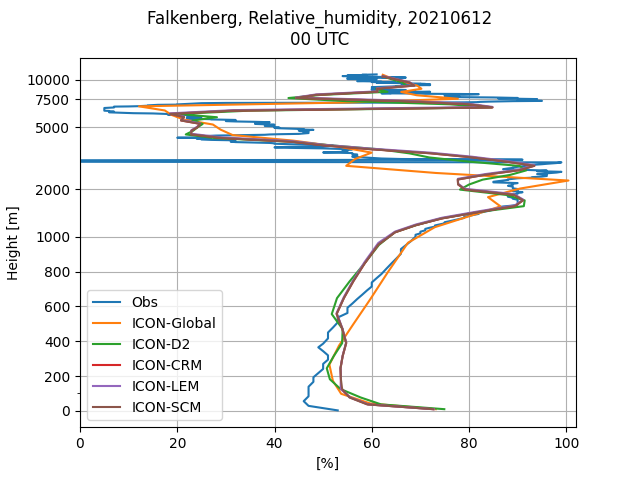 Falkenberg, Relative_humidity, 20210612
00 UTC
10000
7500
5000
2000
1000
800
600
400
200
0
Height [m]
Obs
ICON-Global
ICON-D2
ICON-CRM
ICON-LEM
ICON-SCM
0 20 40 60 80 100
[%]